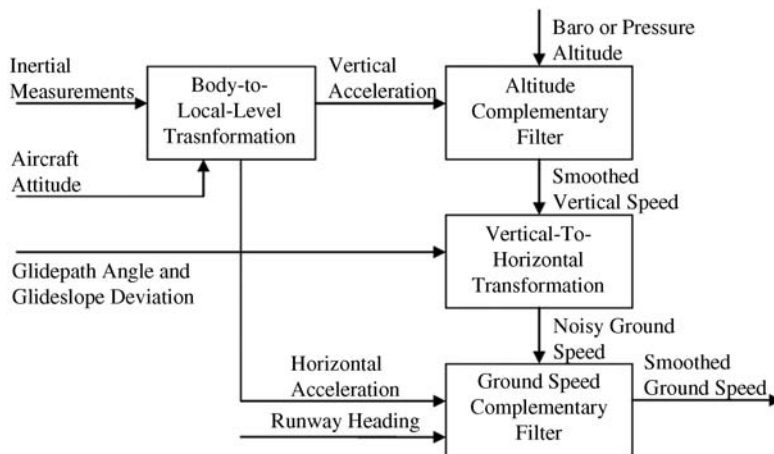 Baro or Pressure
Altitude
Inertial
Measurements
Body-to-
Local-Level
Trasnformation
Vertical
Acceleration
Altitude
Complementary
Filter
Aircraft
Attitude
Smoothed
Vertical Speed
Vertical-To-
Horizontal
Transformation
Glidepath Angle and
Glideslope Deviation
Noisy Ground
Speed
Horizontal
Acceleration
Ground Speed
Complementary
Filter
Smoothed
Ground Speed
Runway Heading